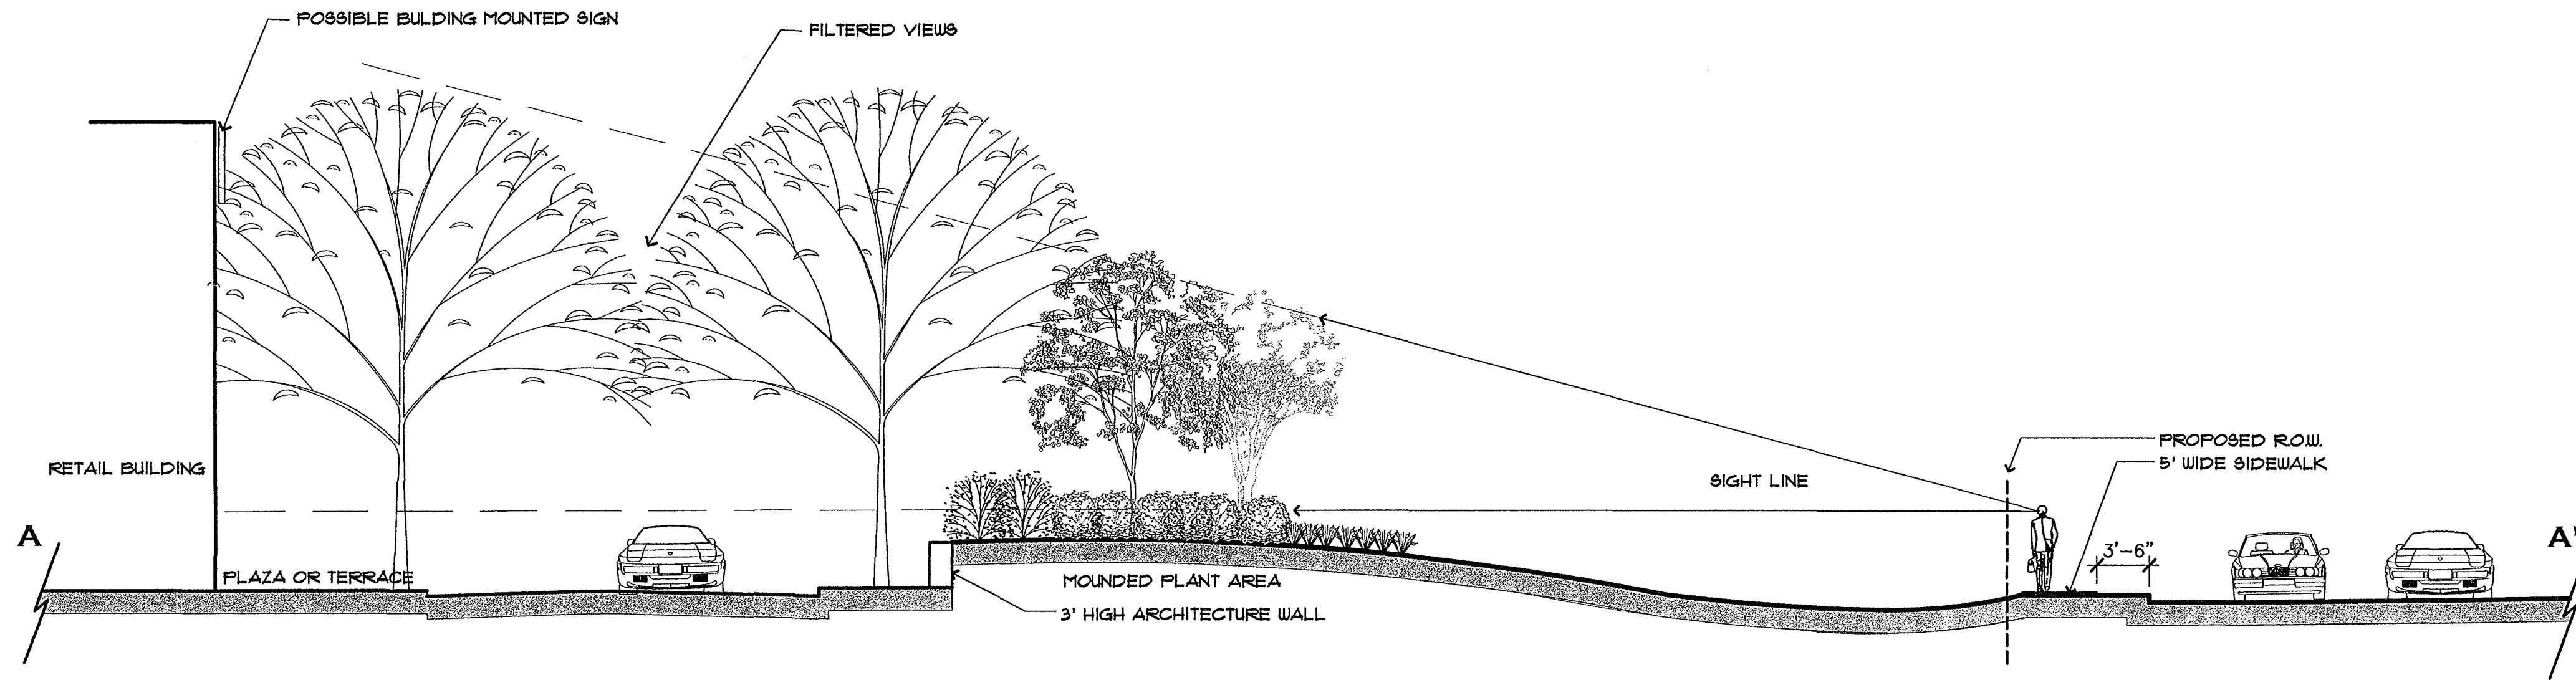 POSSIBLE BULDING MOUNTED SIGN
FILTERED VIEWS
PROPOSED R.O.W.
5' WIDE SIDEWALK
RETAIL BUILDING
SIGHT LINE
A
A'
3'-6"
PLAZA OR TERRACE
MOUNDED PLANT AREA
3' HIGH ARCHITECTURE WALL